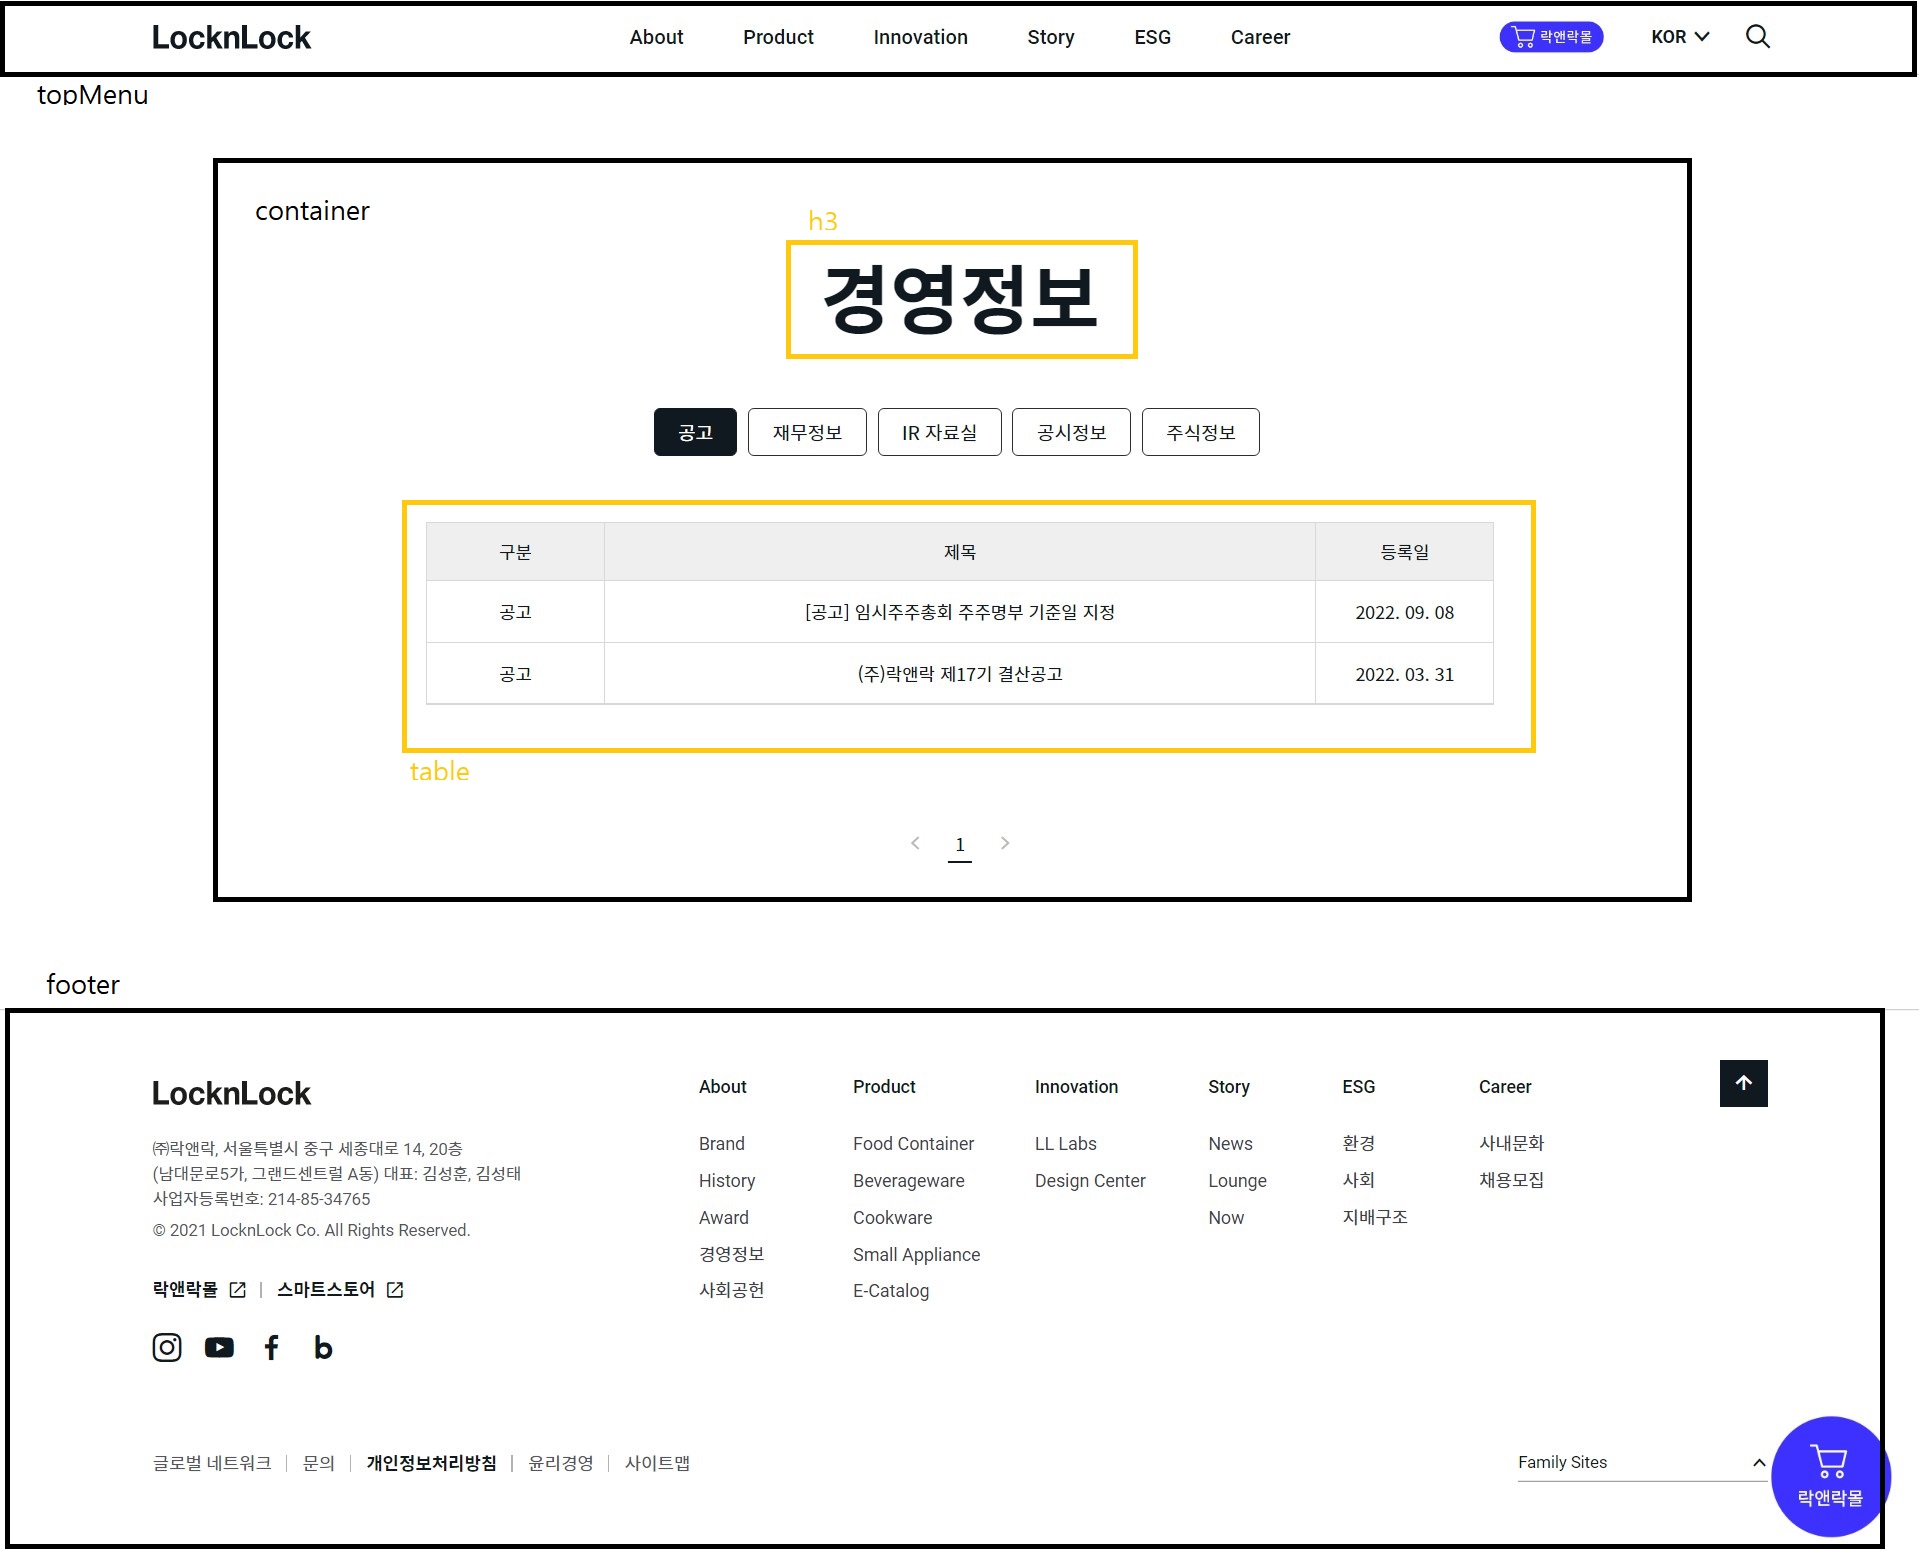 LocknLock About Product Innovation Story ESG Career 락앤락몰 KOR
topMenu
container
h3
경영정보
공고 재무정보 IR 자료실 공시정보 주식정보
구분 제목 등록일
공고 [공고] 임시주주총회 주주명부 기준일 지정 2022. 09. 08
공고 (주)락앤락 제17기 결산공고 2022. 03. 31
table
1
footer
LocknLock
㈜락앤락, 서울특별시 중구 세종대로 14, 20층
(남대문로5가, 그랜드센트럴 A동) 대표: 김성훈, 김성태
사업자등록번호: 214-85-34765
© 2021 LocknLock Co. All Rights Reserved.
락앤락몰 | 스마트스토어
About
Brand
History
Award
경영정보
사회공헌
Product
Food Container
Beverageware
Cookware
Small Appliance
E-Catalog
Innovation
LL Labs
Design Center
Story
News
Lounge
Now
ESG
환경
사회
지배구조
Career
사내문화
채용모집
글로벌 네트워크 | 문의 | 개인정보처리방침 | 윤리경영 | 사이트맵
Family Sites
락앤락몰